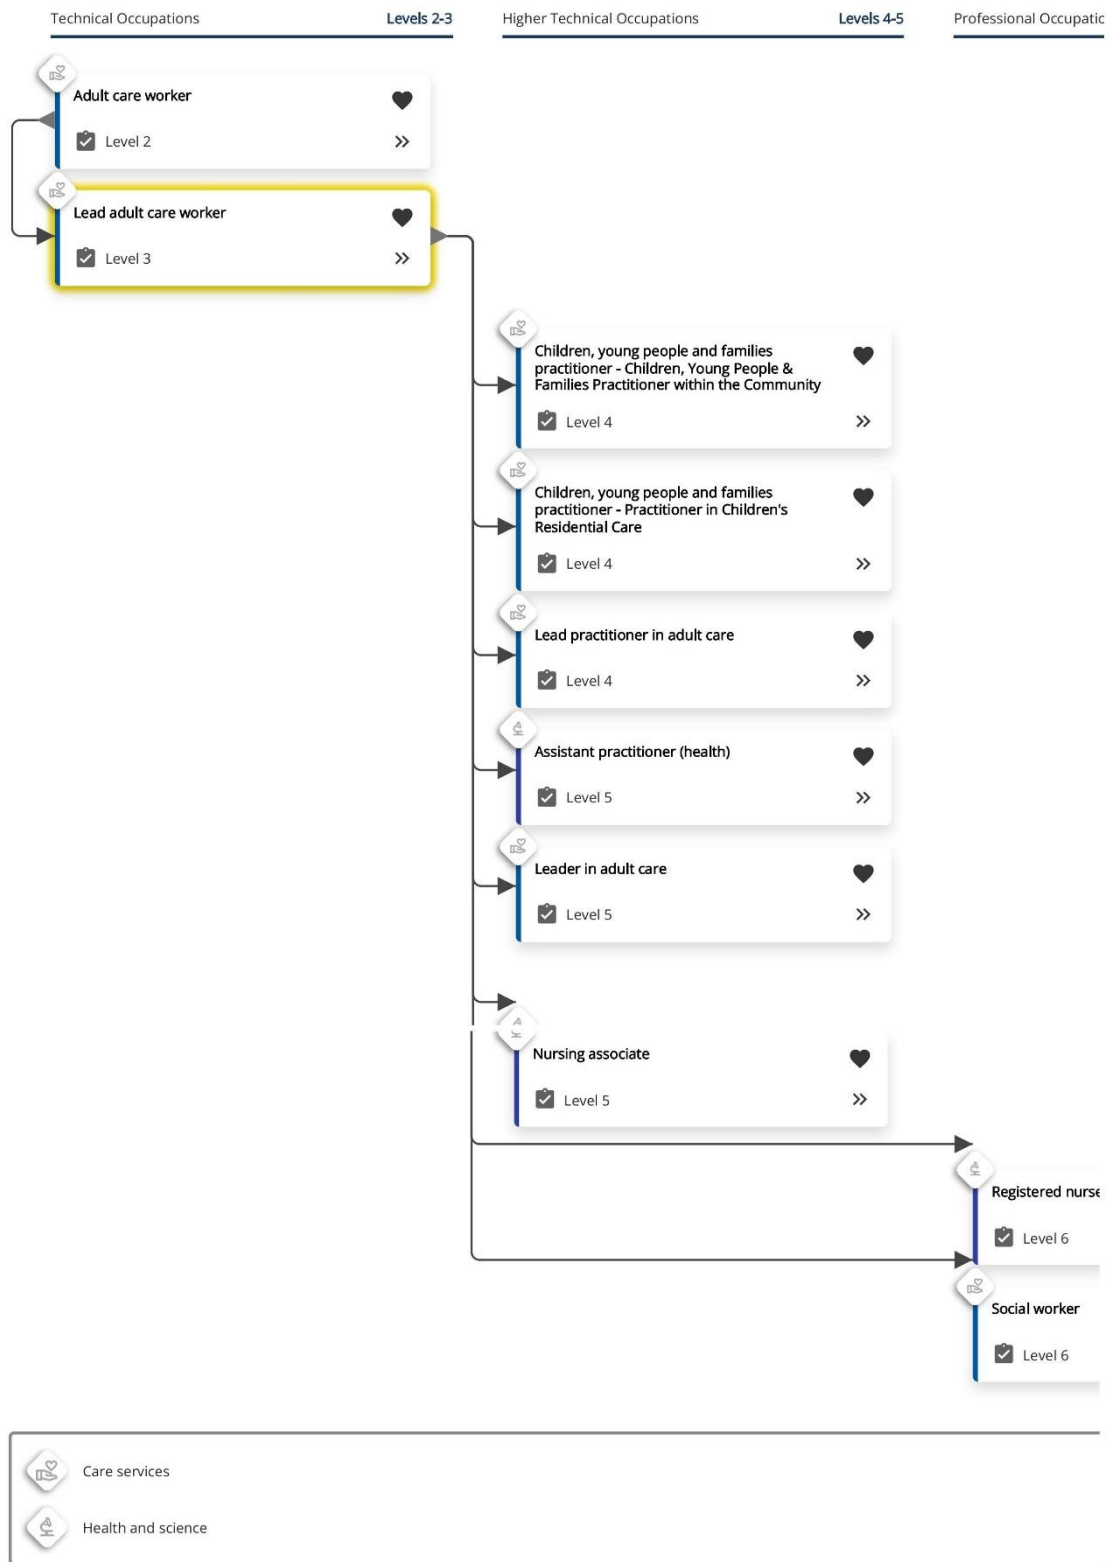 Technical Occupations Levels 2-3 Higher Technical Occupations Levels 4-5 Professional Occupatic
Adult care worker
Level 2
Lead adult care worker
Level 3
Children, young people and families
practitioner - Children, Young People &
Families Practitioner within the Community
Level 4
Children, young people and families
practitioner - Practitioner in Children's
Residential Care
Level 4
Lead practitioner in adult care
Level 4
Assistant practitioner (health)
Level 5
Leader in adult care
Level 5
Nursing associate
Level 5
Registered nurse
Level 6
Social worker
Level 6
Care services
Health and science